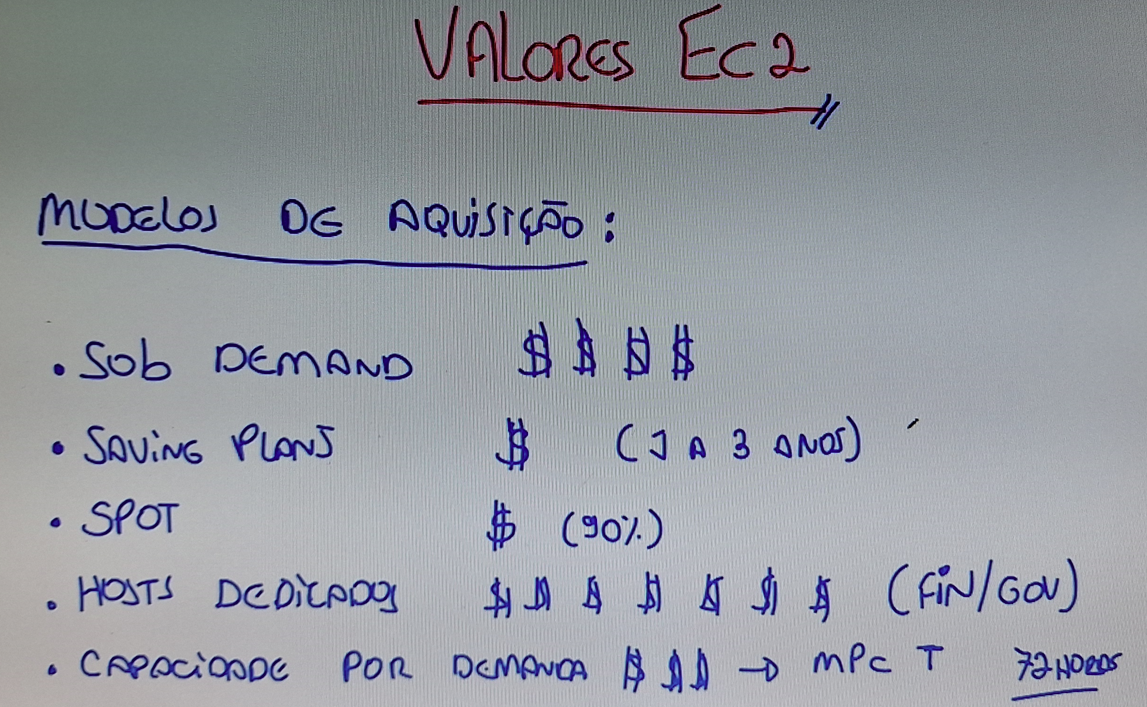 VALORES EC2
MODELOS DE AQUISIÇÃO:
• SOB DEMAND $ $ $ $
• SAVING PLANS $ (1 A 3 ANOS)
• SPOT $ (90%)
• HOSTS DEDICADOS $ $ $ $ $ $ $ (FIN/GOV)
• CAPACIDADE POR DEMANDA $ $ $ → MPC T 72 HORAS